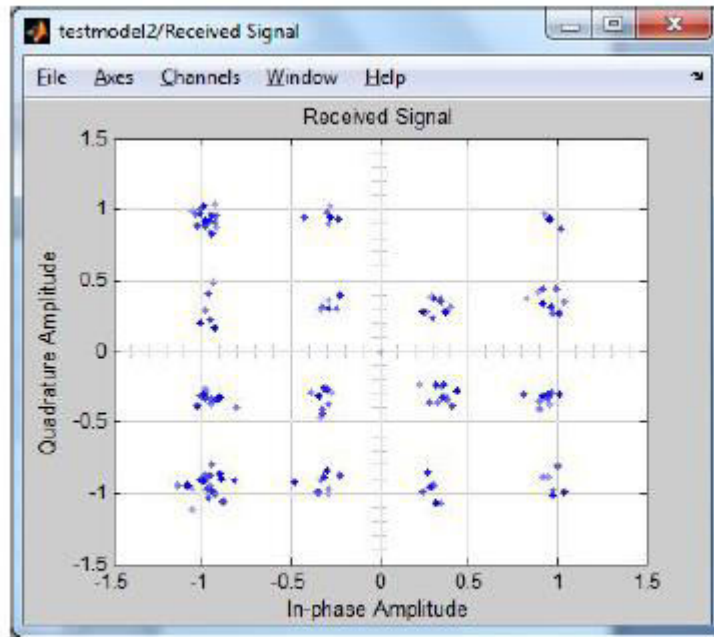 testmodel2/Received Signal
File Axes Channels Window Help
Received Signal
1.5
1
0.5
0
-0.5
-1
-1.5
Quadrature Amplitude
-1.5 -1 -0.5 0 0.5 1 1.5
In-phase Amplitude